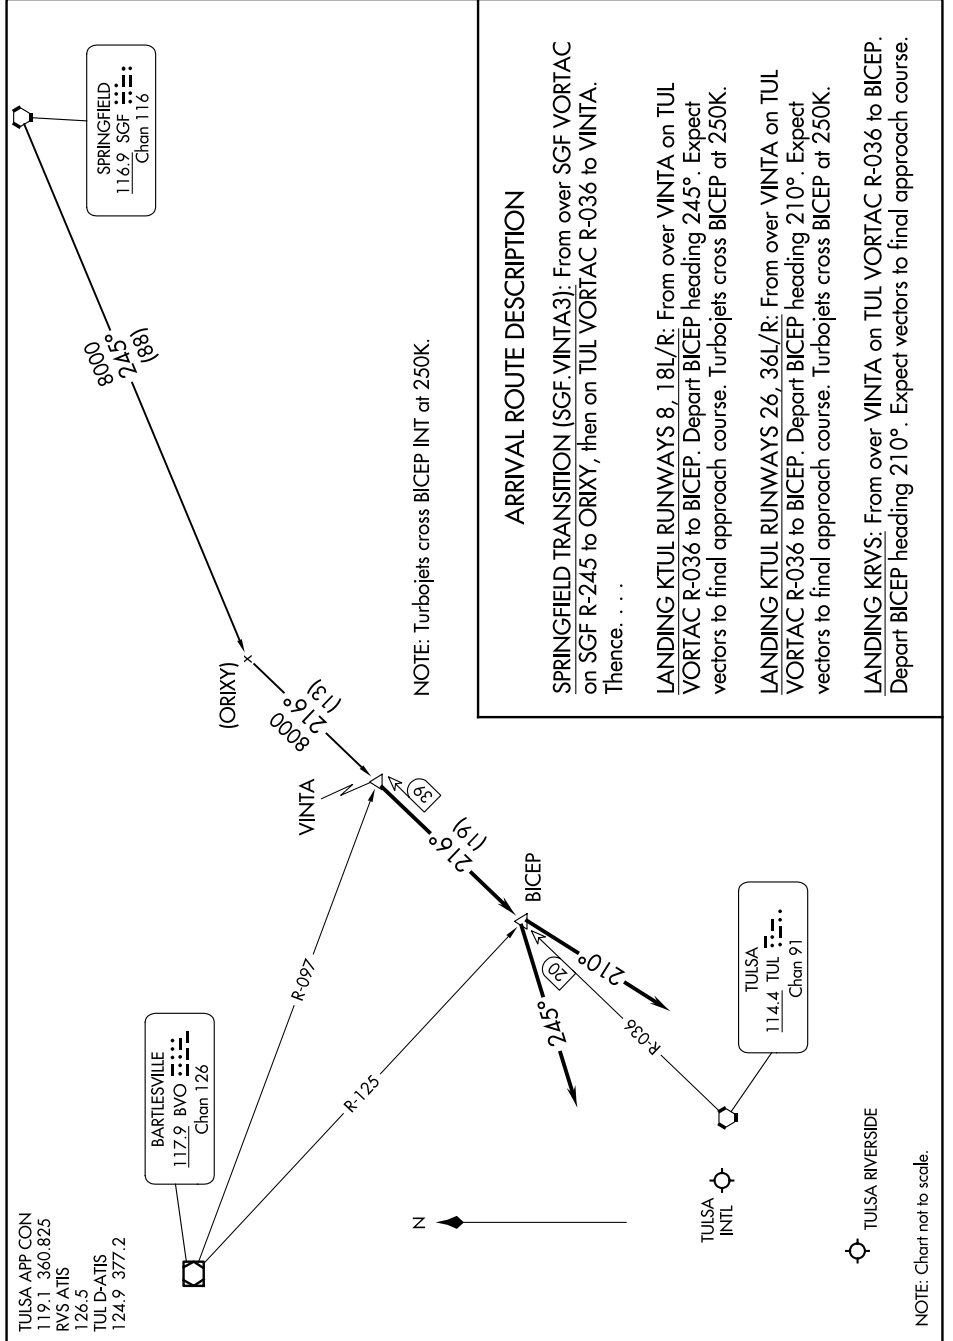 TULSA APP CON
119.1 360.825
RVS ATIS
126.5
TUL D-ATIS
124.9 377.2
SPRINGFIELD
116.9 SGF
Chan 116
8000
245°
(88)
(ORIXY)
8000
216°
(13)
VINTA
39
216°
(19)
BICEP
20
245°
210°
R-097
R-125
R-036
BARTLESVILLE
117.9 BVO
Chan 126
TULSA
114.4 TUL
Chan 91
N
TULSA
INTL
TULSA RIVERSIDE
NOTE: Turbojets cross BICEP INT at 250K.
NOTE: Chart not to scale.
ARRIVAL ROUTE DESCRIPTION
SPRINGFIELD TRANSITION (SGF.VINTA3): From over SGF VORTAC
on SGF R-245 to ORIXY, then on TUL VORTAC R-036 to VINTA.
Thence. . . .
LANDING KTUL RUNWAYS 8, 18L/R: From over VINTA on TUL
VORTAC R-036 to BICEP. Depart BICEP heading 245°. Expect
vectors to final approach course. Turbojets cross BICEP at 250K.
LANDING KTUL RUNWAYS 26, 36L/R: From over VINTA on TUL
VORTAC R-036 to BICEP. Depart BICEP heading 210°. Expect
vectors to final approach course. Turbojets cross BICEP at 250K.
LANDING KRVS: From over VINTA on TUL VORTAC R-036 to BICEP.
Depart BICEP heading 210°. Expect vectors to final approach course.